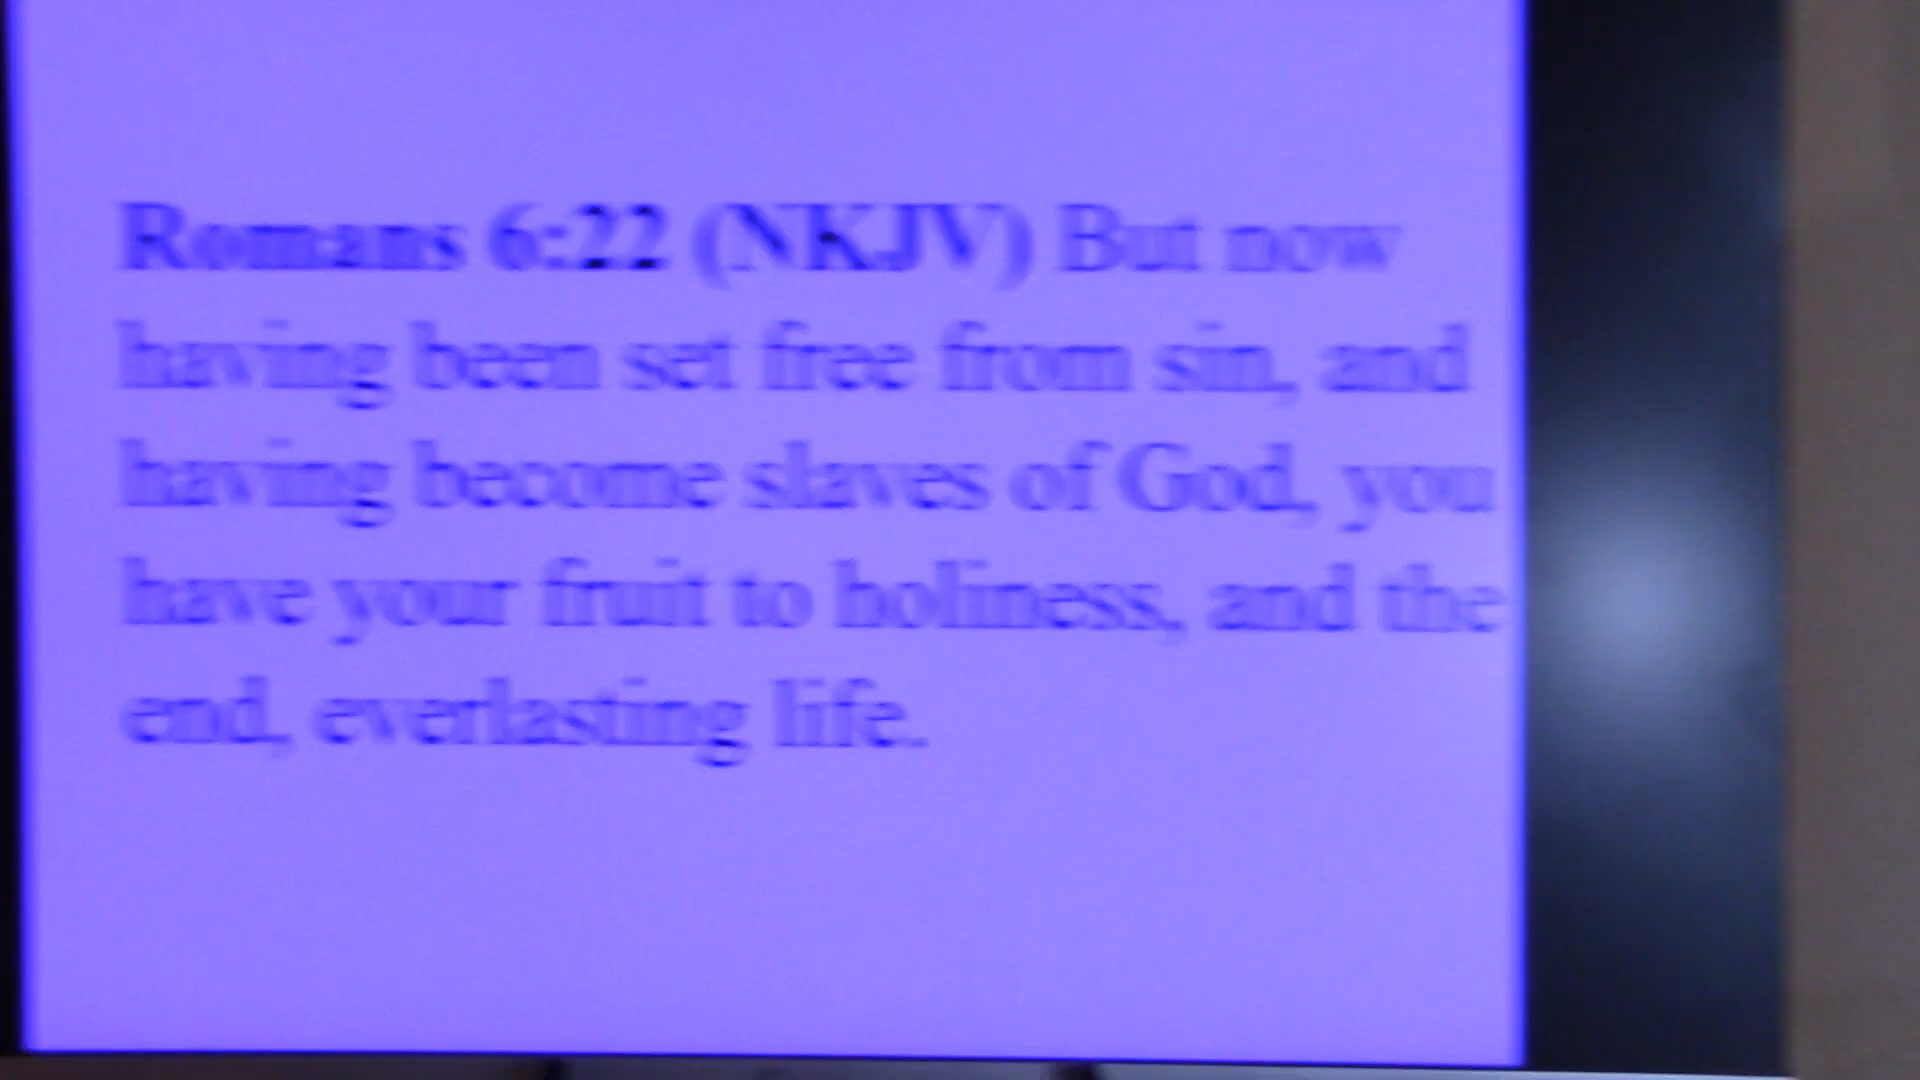 Romans 6:22 (NKJV) But now
having been set free from sin, and
having become slaves of God, you
have your fruit to holiness, and the
end, everlasting life.